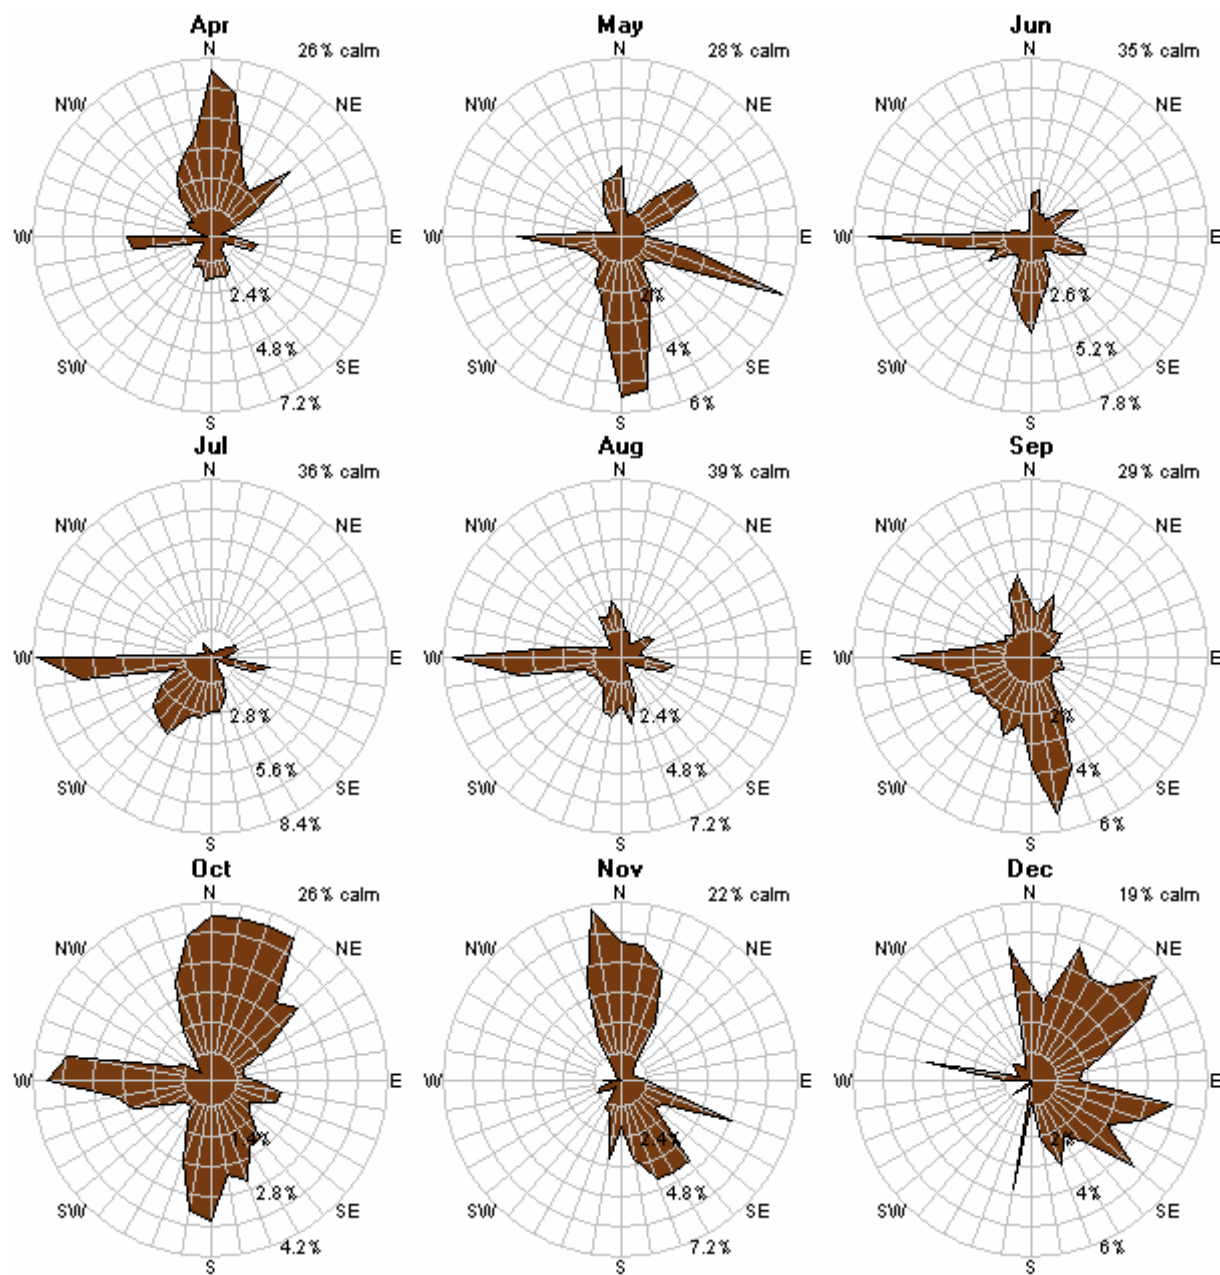 Apr May Jun
N 26% calm N 28% calm N 35% calm
NW NE NW NE NW NE
W E W E W E
2.4% 2% 2.6%
4.8% 4% 5.2%
SW SE SW SE SW SE
7.2% 6% 7.8%
S S S
Jul Aug Sep
N 36% calm N 39% calm N 29% calm
NW NE NW NE NW NE
W E W E W E
2.8% 2.4% 2%
5.6% 4.8% 4%
SW SE SW SE SW SE
8.4% 7.2% 6%
S S S
Oct Nov Dec
N 26% calm N 22% calm N 19% calm
NW NE NW NE NW NE
W E W E W E
1.4% 2.4% 2%
2.8% 4.8% 4%
SW SE SW SE SW SE
4.2% 7.2% 6%
S S S